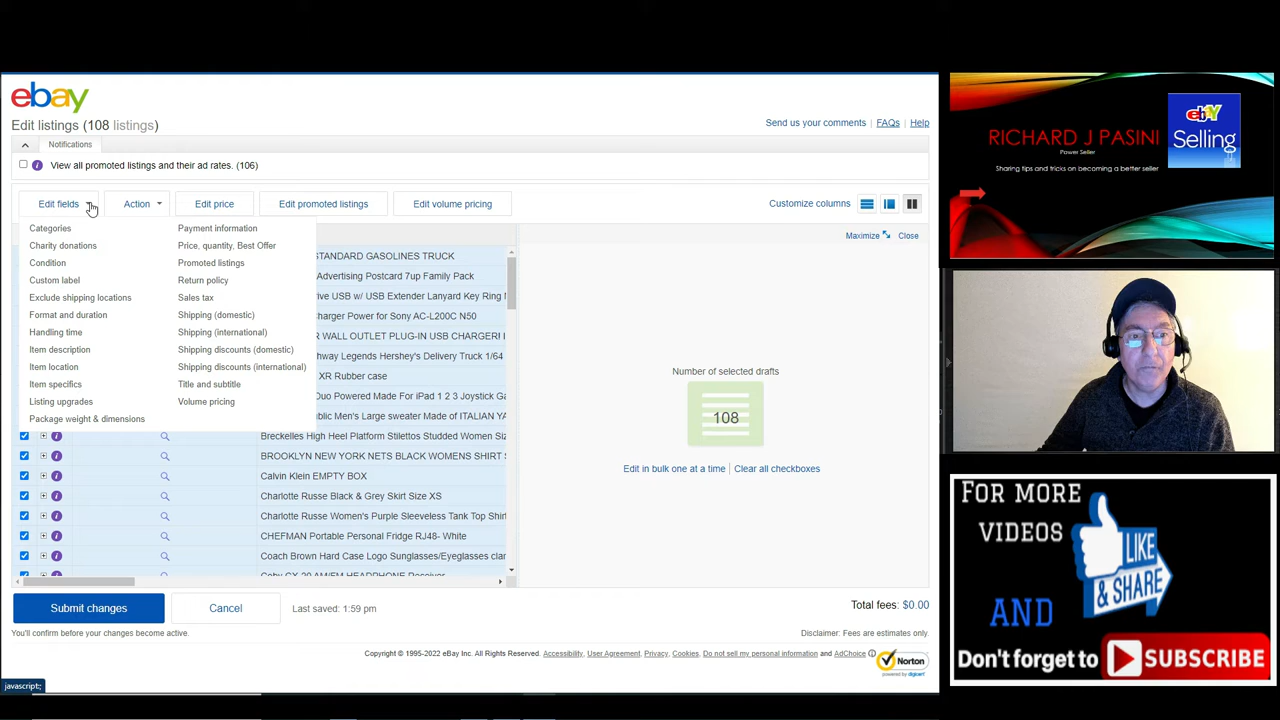 ebay
Edit listings (108 listings)
Send us your comments | FAQs | Help
Notifications
View all promoted listings and their ad rates. (106)
Edit fields Action Edit price Edit promoted listings Edit volume pricing Customize columns
Maximize Close
Categories
Charity donations
Condition
Custom label
Exclude shipping locations
Format and duration
Handling time
Item description
Item location
Item specifics
Listing upgrades
Package weight & dimensions
Payment information
Price, quantity, Best Offer
Promoted listings
Return policy
Sales tax
Shipping (domestic)
Shipping (international)
Shipping discounts (domestic)
Shipping discounts (international)
Title and subtitle
Volume pricing
STANDARD GASOLINES TRUCK
Advertising Postcard 7up Family Pack
USB w/ USB Extender Lanyard Key Ring
for Sony AC-L200C N50
WALL OUTLET PLUG-IN USB CHARGER!
Legends Hershey's Delivery Truck 1/64
XR Rubber case
Powered Made of Original 1 2 3 Joystick
Men's Large sweater Made of ITALIAN
Breckelles High Heel Platform Stilettos Studded Women
BROOKLYN NEW YORK NETS BLACK WOMENS SHIRT
Calvin Klein EMPTY BOX
Charlotte Russe Black & Grey Skirt Size XS
Charlotte Russe Women's Purple Sleeveless Tank Top
CHEFMAN Portable Personal Fridge RJ48- White
Coach Brown Hard Case Logo Sunglasses/Eyeglasses
Coby CX-20 AM/FM HEADPHONE Receiver
Number of selected drafts
108
Edit in bulk one at a time | Clear all checkboxes
Submit changes Cancel Last saved: 1:59 pm
Total fees: $0.00
You'll confirm before your changes become active.
Disclaimer: Fees are estimates only.
Copyright © 1995-2022 eBay Inc. All Rights Reserved. Accessibility, User Agreement, Privacy, Cookies, Do not sell my personal information and AdChoice
Norton
powered by digicert
javascript:;
RICHARD J PASINI
Power Seller
Sharing tips and tricks on becoming a better seller
ebay
Selling
FOR MORE
VIDEOS
AND
LIKE
& SHARE
Don't forget to SUBSCRIBE